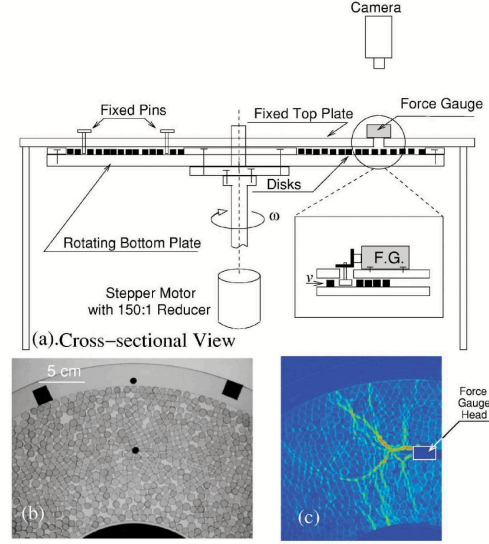 Camera
Fixed Pins
Fixed Top Plate
Force Gauge
Disks
Rotating Bottom Plate
ω
F.G.
v
Stepper Motor
with 150:1 Reducer
(a).Cross-sectional View
5 cm
(b)
(c)
Force
Gauge
Head